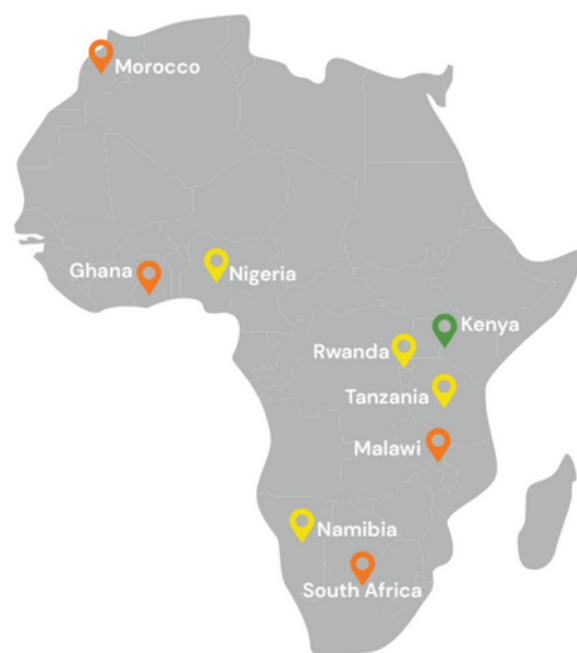 Morocco
Ghana
Nigeria
Kenya
Rwanda
Tanzania
Malawi
Namibia
South Africa